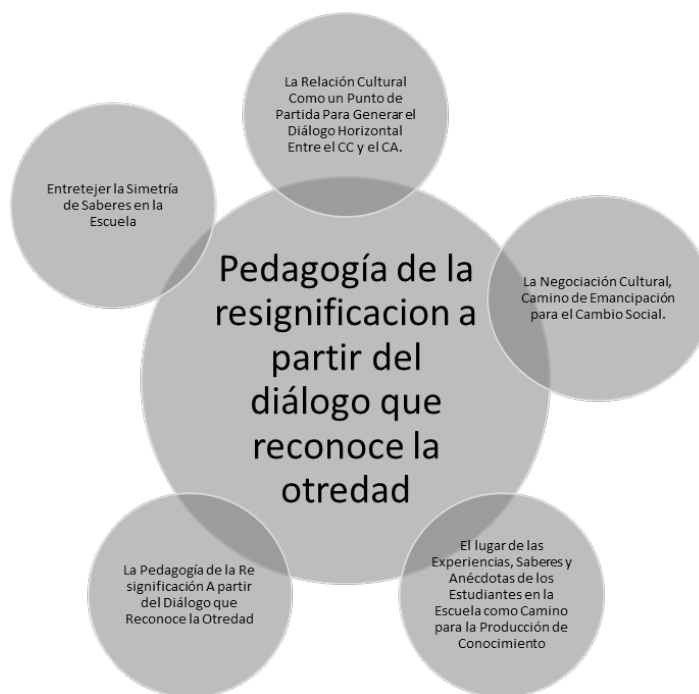 La Relación Cultural
Como un Punto de
Partida Para Generar el
Diálogo Horizontal
Entre el CC y el CA.
Entretejer la Simetría
de Saberes en la
Escuela
Pedagogía de la
resignificacion a
partir del
diálogo que
reconoce la
otredad
La Negociación Cultural,
Camino de Emancipación
para el Cambio Social.
La Pedagogía de la Re
significación A partir
del Diálogo que
Reconoce la Otredad
El lugar de las
Experiencias, Saberes y
Anécdotas de los
Estudiantes en la
Escuela como Camino
para la Producción de
Conocimiento